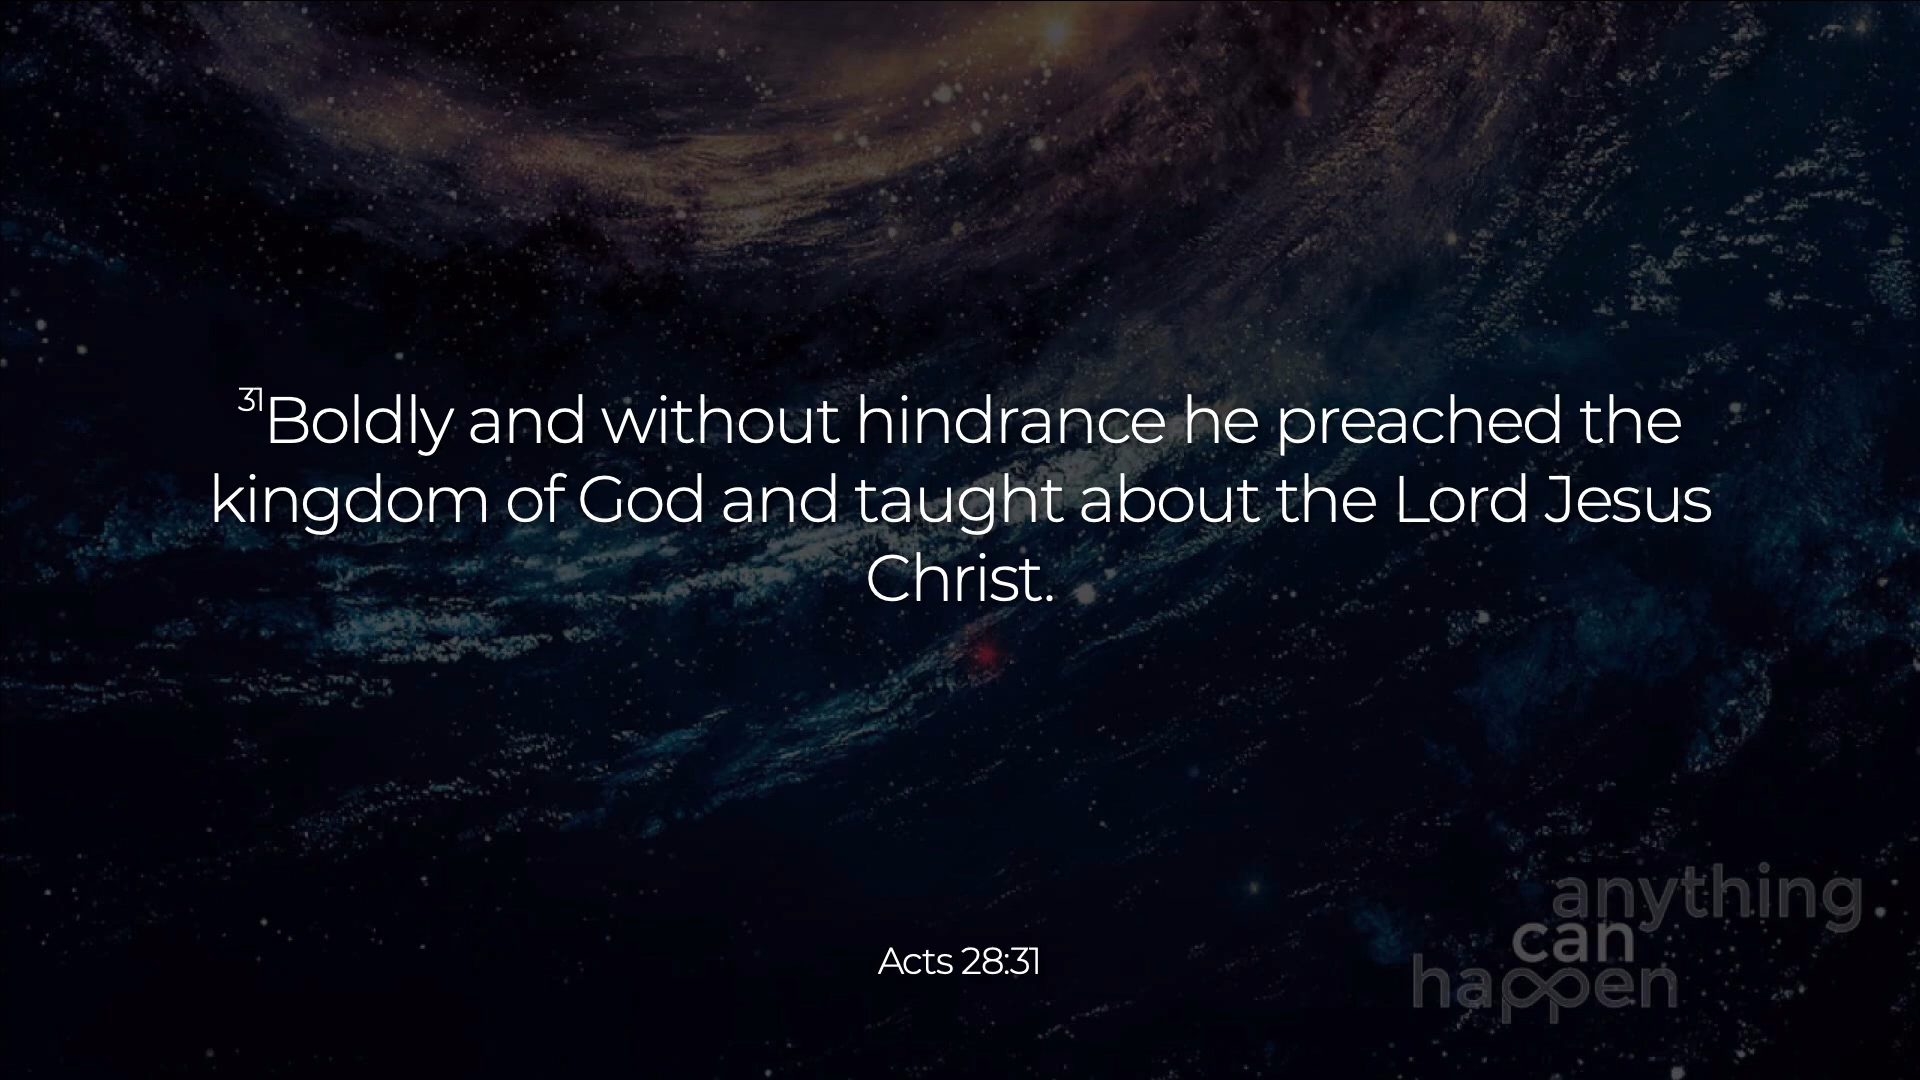 31Boldly and without hindrance he preached the
kingdom of God and taught about the Lord Jesus
Christ.
Acts 28:31
anything
can
happen